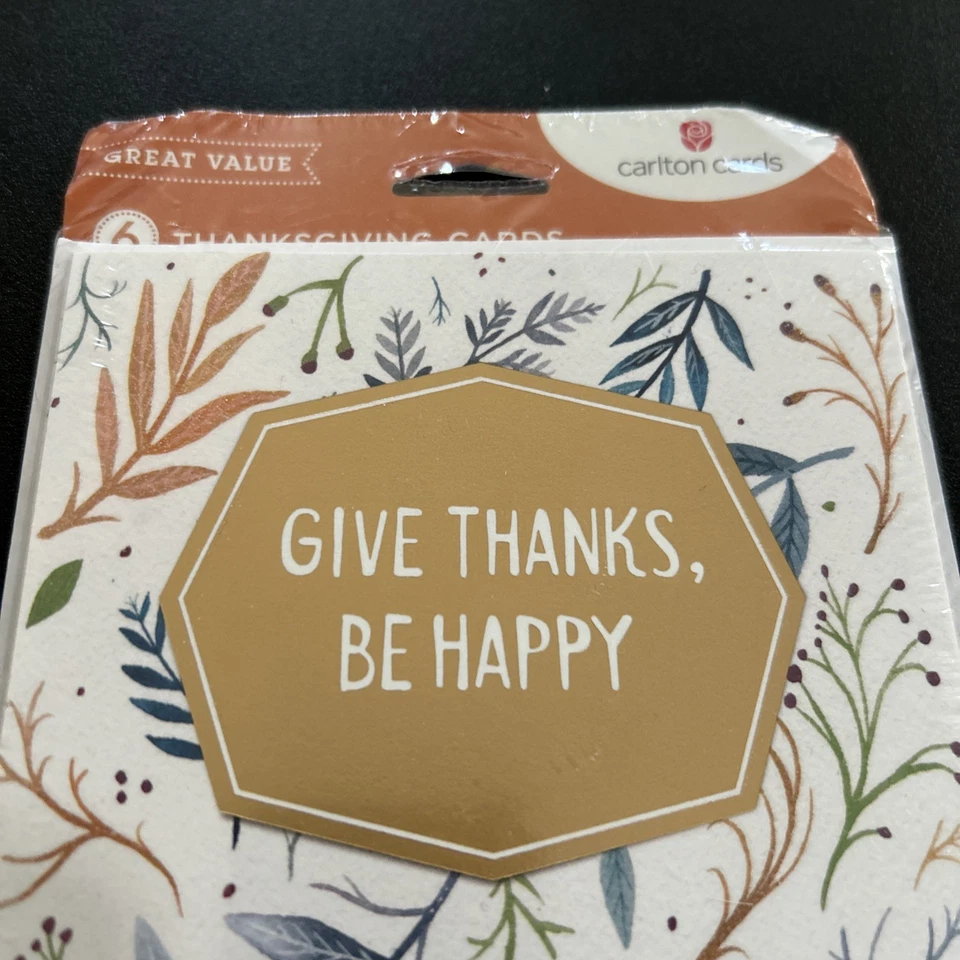 GREAT VALUE
carlton cards
6 THANKSGIVING CARDS
GIVE THANKS,
BE HAPPY